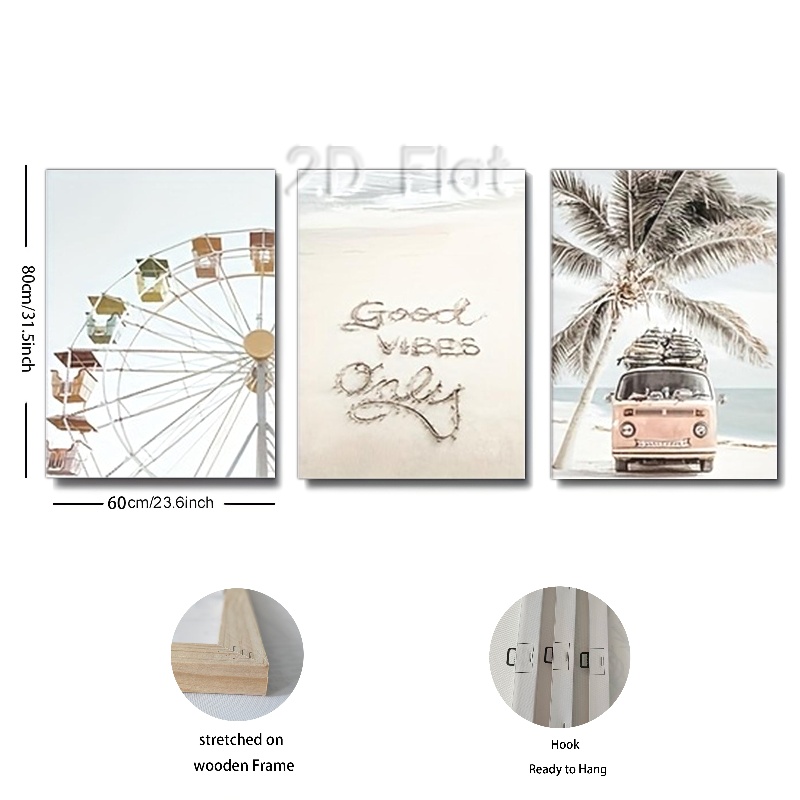 2D Flat
80cm/31.5inch
Good
VIBES
Only
60cm/23.6inch
stretched on
wooden Frame
Hook
Ready to Hang